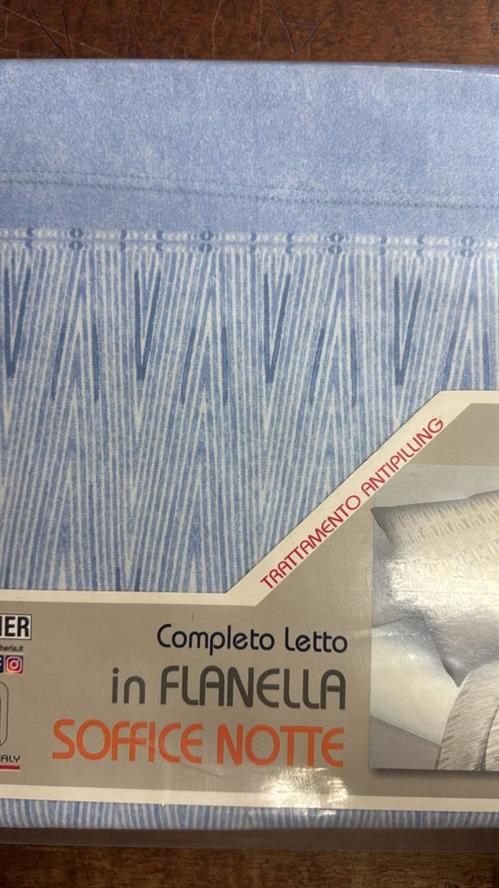 TRATTAMENTO ANTIPILLING
Completo Letto
in FLANELLA
SOFFICE NOTTE